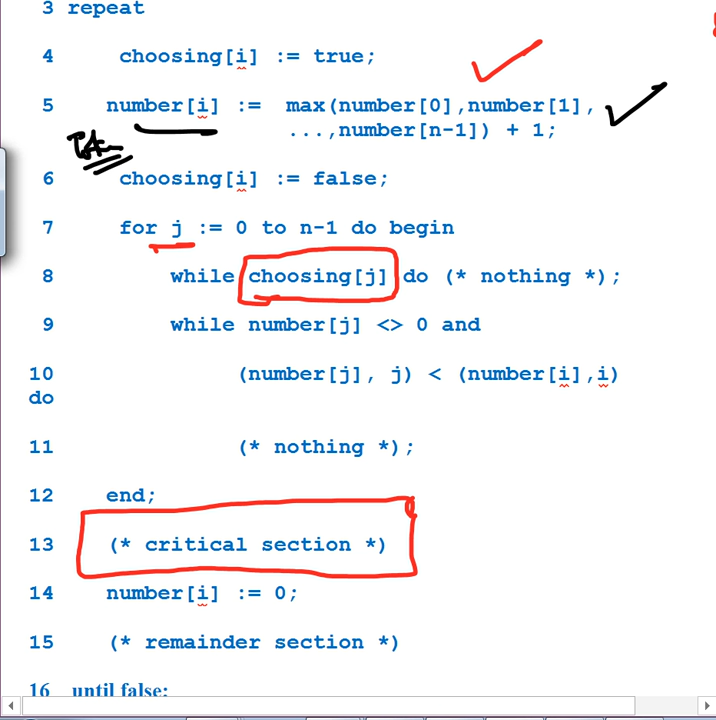 3 repeat
4 choosing[i] := true;
5 number[i] := max(number[0],number[1],
...,number[n-1]) + 1;
6 choosing[i] := false;
7 for j := 0 to n-1 do begin
8 while choosing[j] do (* nothing *);
9 while number[j] <> 0 and
10 (number[j], j) < (number[i],i)
do
11 (* nothing *);
12 end;
13 (* critical section *)
14 number[i] := 0;
15 (* remainder section *)
16 until false;